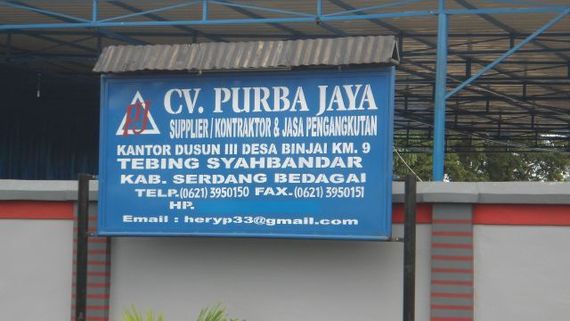 PJ
CV. PURBA JAYA
SUPPLIER / KONTRAKTOR & JASA PENGANGKUTAN
KANTOR DUSUN III DESA BINJAI KM. 9
TEBING SYAHBANDAR
KAB. SERDANG BEDAGAI
TELP.(0621) 3950150 FAX.(0621) 3950151
HP.
Email : heryp33@gmail.com